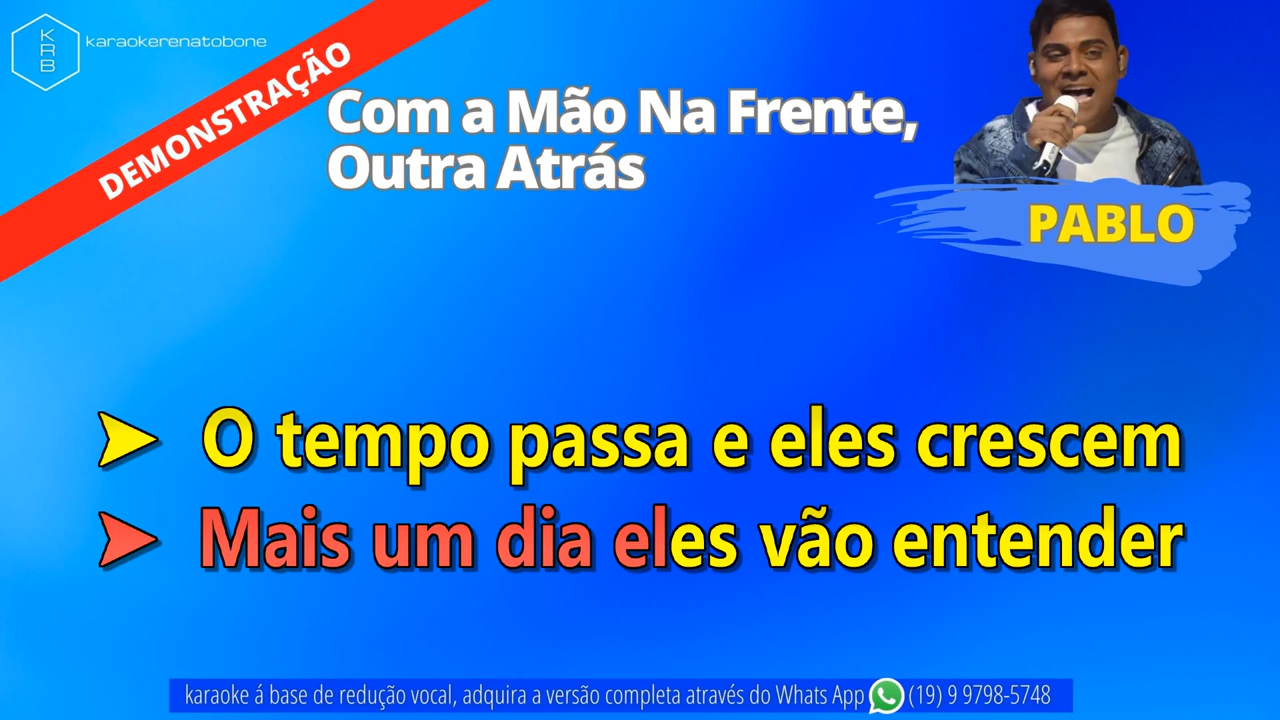 KRB
karaokerenatobone
DEMONSTRAÇÃO
Com a Mão Na Frente,
Outra Atrás
PABLO
O tempo passa e eles crescem
Mais um dia eles vão entender
karaoke á base de redução vocal, adquira a versão completa através do Whats App (19) 9 9798-5748